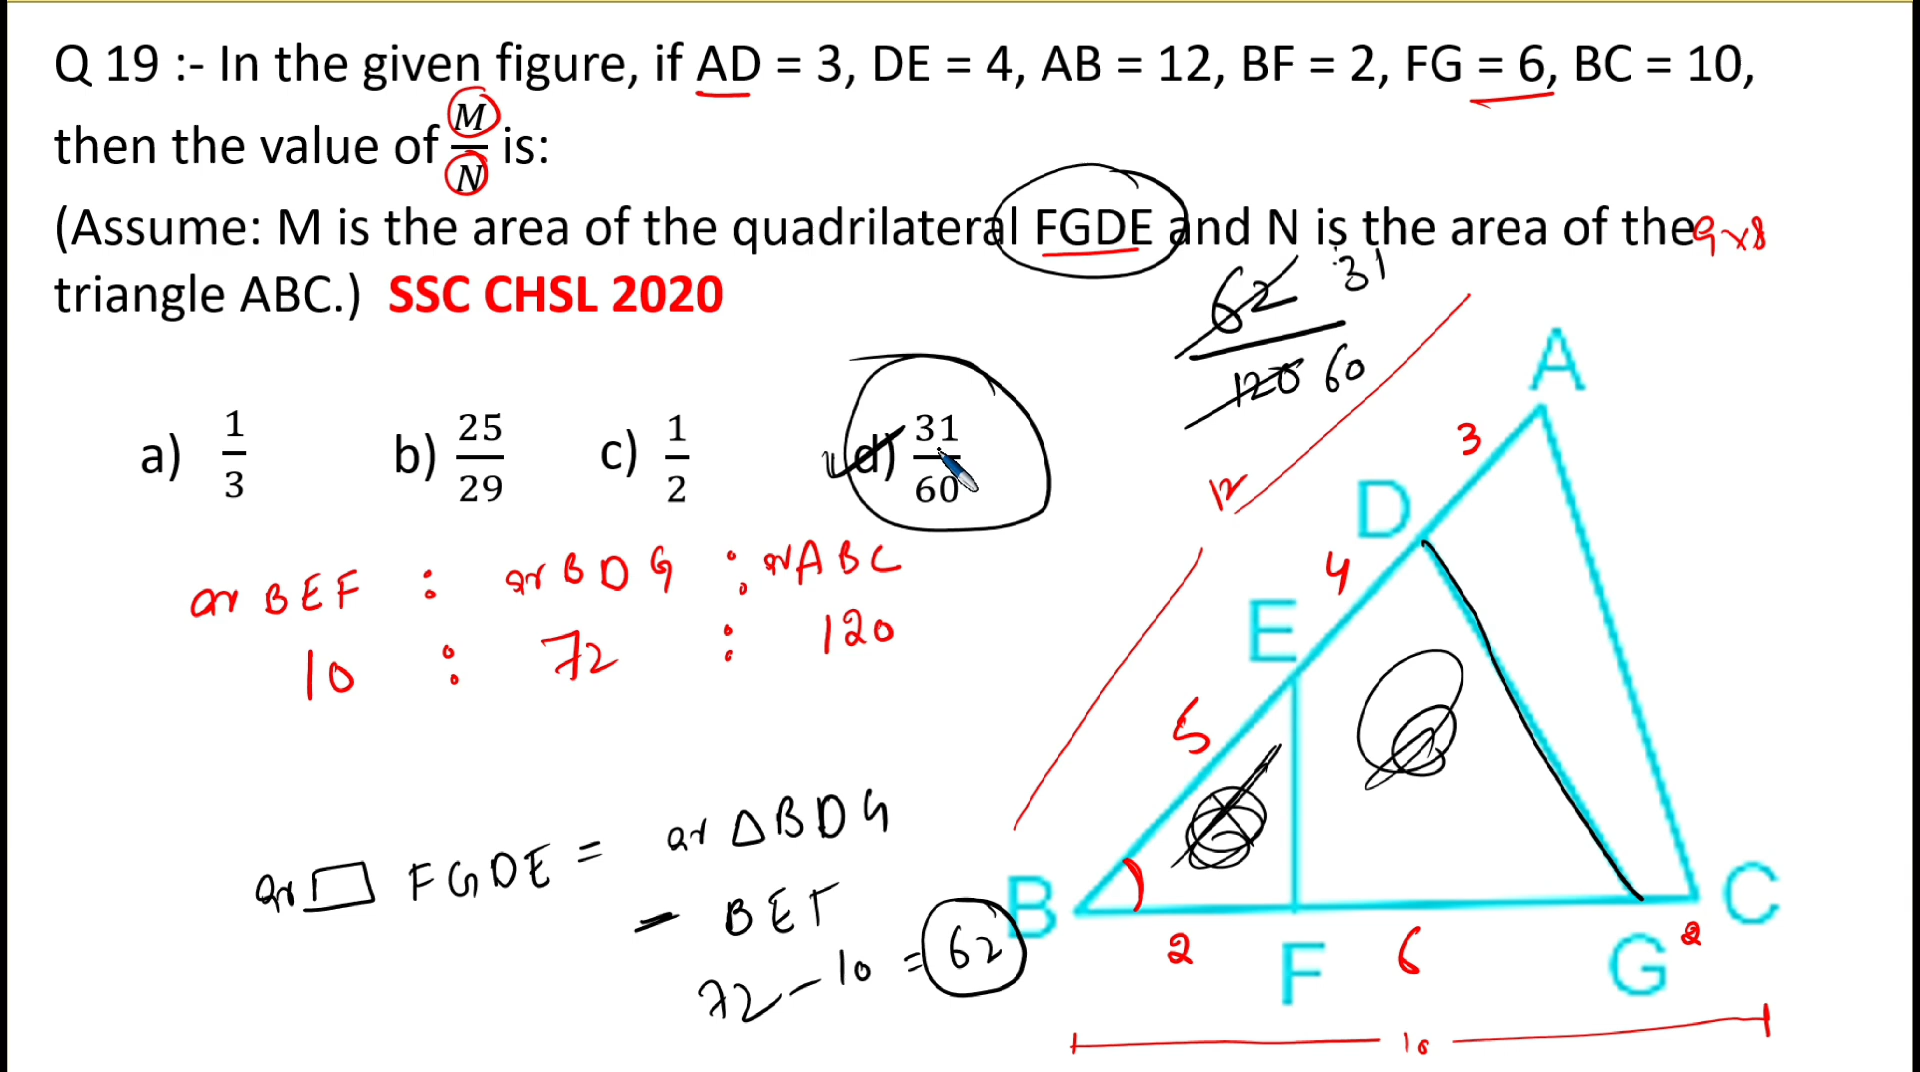 Q 19 :- In the given figure, if AD = 3, DE = 4, AB = 12, BF = 2, FG = 6, BC = 10,
then the value of M/N is:
(Assume: M is the area of the quadrilateral FGDE and N is the area of the 9x8
triangle ABC.) SSC CHSL 2020
62 31
120 60
a) 1/3 b) 25/29 c) 1/2 d) 31/60
ar BEF : ar BDG : ar ABC
10 : 72 : 120
ar FGDE = ar △BDG
- BEF
72 - 10 = 62
A
3
12
D
4
E
5
B
C
2
F
6
G
2
10